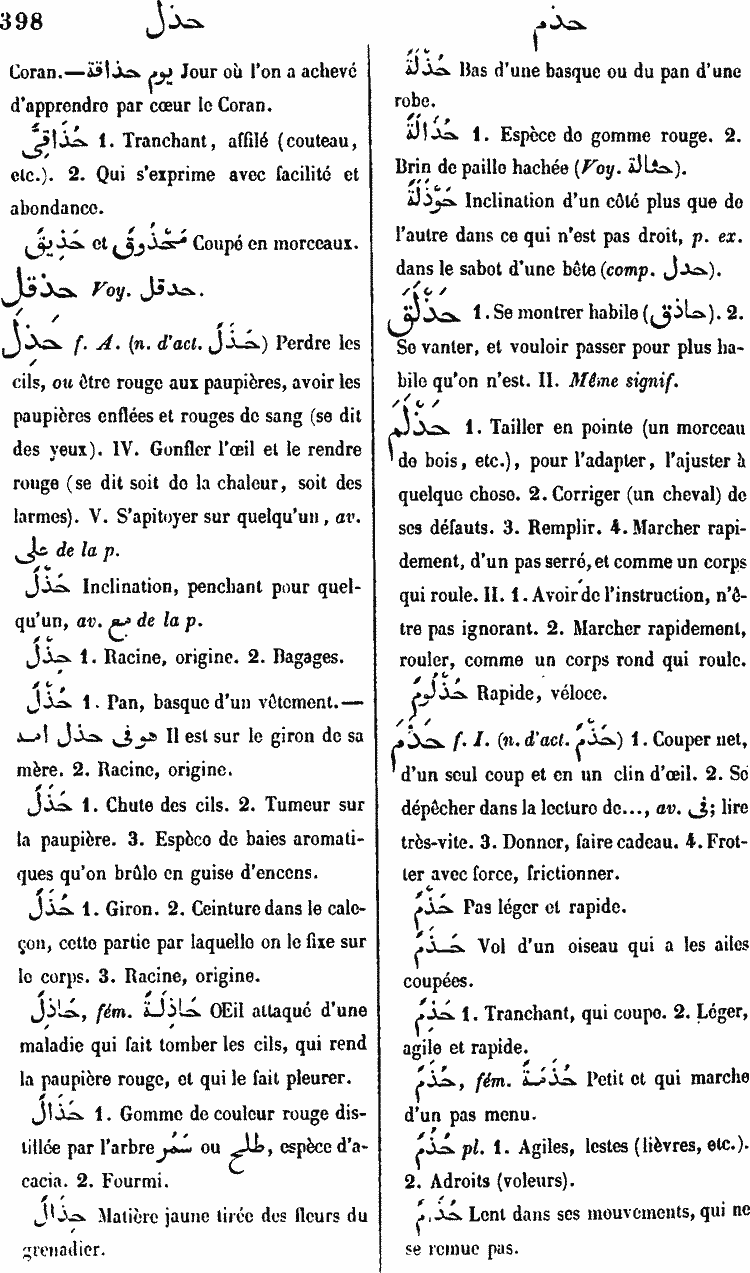 398 حذل حذم
Coran.—يوم حذاقة Jour où l'on a achevé
d'apprendre par cœur le Coran.
حُذَاقِىٌّ 1. Tranchant, affilé (couteau,
etc.). 2. Qui s'exprime avec facilité et
abondance.
حَذِيقٌ et مَحْذُوقٌ Coupé en morceaux.
حذقل Voy. حدقل.
حَذِلَ f. A. (n. d'act. حَذَلٌ) Perdre les
cils, ou être rouge aux paupières, avoir les
paupières enflées et rouges de sang (se dit
des yeux). IV. Gonfler l'œil et le rendre
rouge (se dit soit de la chaleur, soit des
larmes). V. S'apitoyer sur quelqu'un, av.
على de la p.
حَذْلٌ Inclination, penchant pour quel-
qu'un, av. مع de la p.
حِذْلٌ 1. Racine, origine. 2. Bagages.
حُذْلٌ 1. Pan, basque d'un vêtement.—
هو فى حذل امه Il est sur le giron de sa
mère. 2. Racine, origine.
حَذَلٌ 1. Chute des cils. 2. Tumeur sur
la paupière. 3. Espèce de baies aromati-
ques qu'on brûle en guise d'encens.
حُذَلٌ 1. Giron. 2. Ceinture dans le cale-
çon, cette partie par laquelle on le fixe sur
le corps. 3. Racine, origine.
حَاذِلٌ, fém. حَاذِلَةٌ OEil attaqué d'une
maladie qui fait tomber les cils, qui rend
la paupière rouge, et qui le fait pleurer.
حُذَالٌ 1. Gomme de couleur rouge dis-
tillée par l'arbre سَمُر ou طلح, espèce d'a-
cacia. 2. Fourmi.
حَذَالٌ Matière jaune tirée des fleurs du
grenadier.
حُذْلَةٌ Bas d'une basque ou du pan d'une
robe.
حُذَالَةٌ 1. Espèce de gomme rouge. 2.
Brin de paille hachée (Voy. حثالة).
حَوْذَلَةٌ Inclination d'un côté plus que de
l'autre dans ce qui n'est pas droit, p. ex.
dans le sabot d'une bête (comp. حدل).
حَذْلَقَ 1. Se montrer habile (حاذق). 2.
Se vanter, et vouloir passer pour plus ha-
bile qu'on n'est. II. Même signif.
حَذْلَمَ 1. Tailler en pointe (un morceau
de bois, etc.), pour l'adapter, l'ajuster à
quelque chose. 2. Corriger (un cheval) de
ses défauts. 3. Remplir. 4. Marcher rapi-
dement, d'un pas serré, et comme un corps
qui roule. II. 1. Avoir de l'instruction, n'ê-
tre pas ignorant. 2. Marcher rapidement,
rouler, comme un corps rond qui roule.
حُذْلُومٌ Rapide, véloce.
حَذَمَ f. I. (n. d'act. حَذْمٌ) 1. Couper net,
d'un seul coup et en un clin d'œil. 2. Se
dépêcher dans la lecture de..., av. فى; lire
très-vite. 3. Donner, faire cadeau. 4. Frot-
ter avec force, frictionner.
حَذْمٌ Pas léger et rapide.
حَذَمٌ Vol d'un oiseau qui a les ailes
coupées.
حَذِمٌ 1. Tranchant, qui coupe. 2. Léger,
agile et rapide.
حُذَمٌ, fém. حُذَمَةٌ Petit et qui marche
d'un pas menu.
حُذُمٌ pl. 1. Agiles, lestes (lièvres, etc.).
2. Adroits (voleurs).
Lent dans ses mouvements, qui ne
se remue pas.